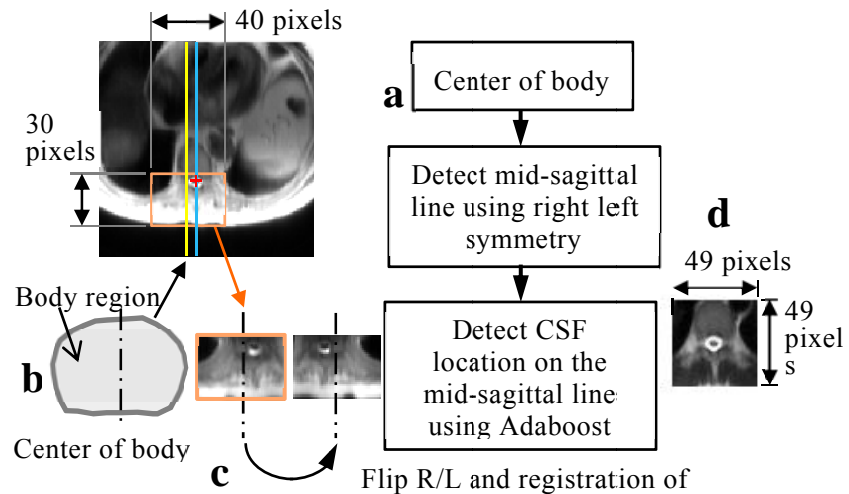 40 pixels
30
pixels
a
Center of body
Detect mid-sagittal
line using right left
symmetry
d
49 pixels
49
pixel
s
Detect CSF
location on the
mid-sagittal line
using Adaboost
Body region
b
Center of body
c
Flip R/L and registration of